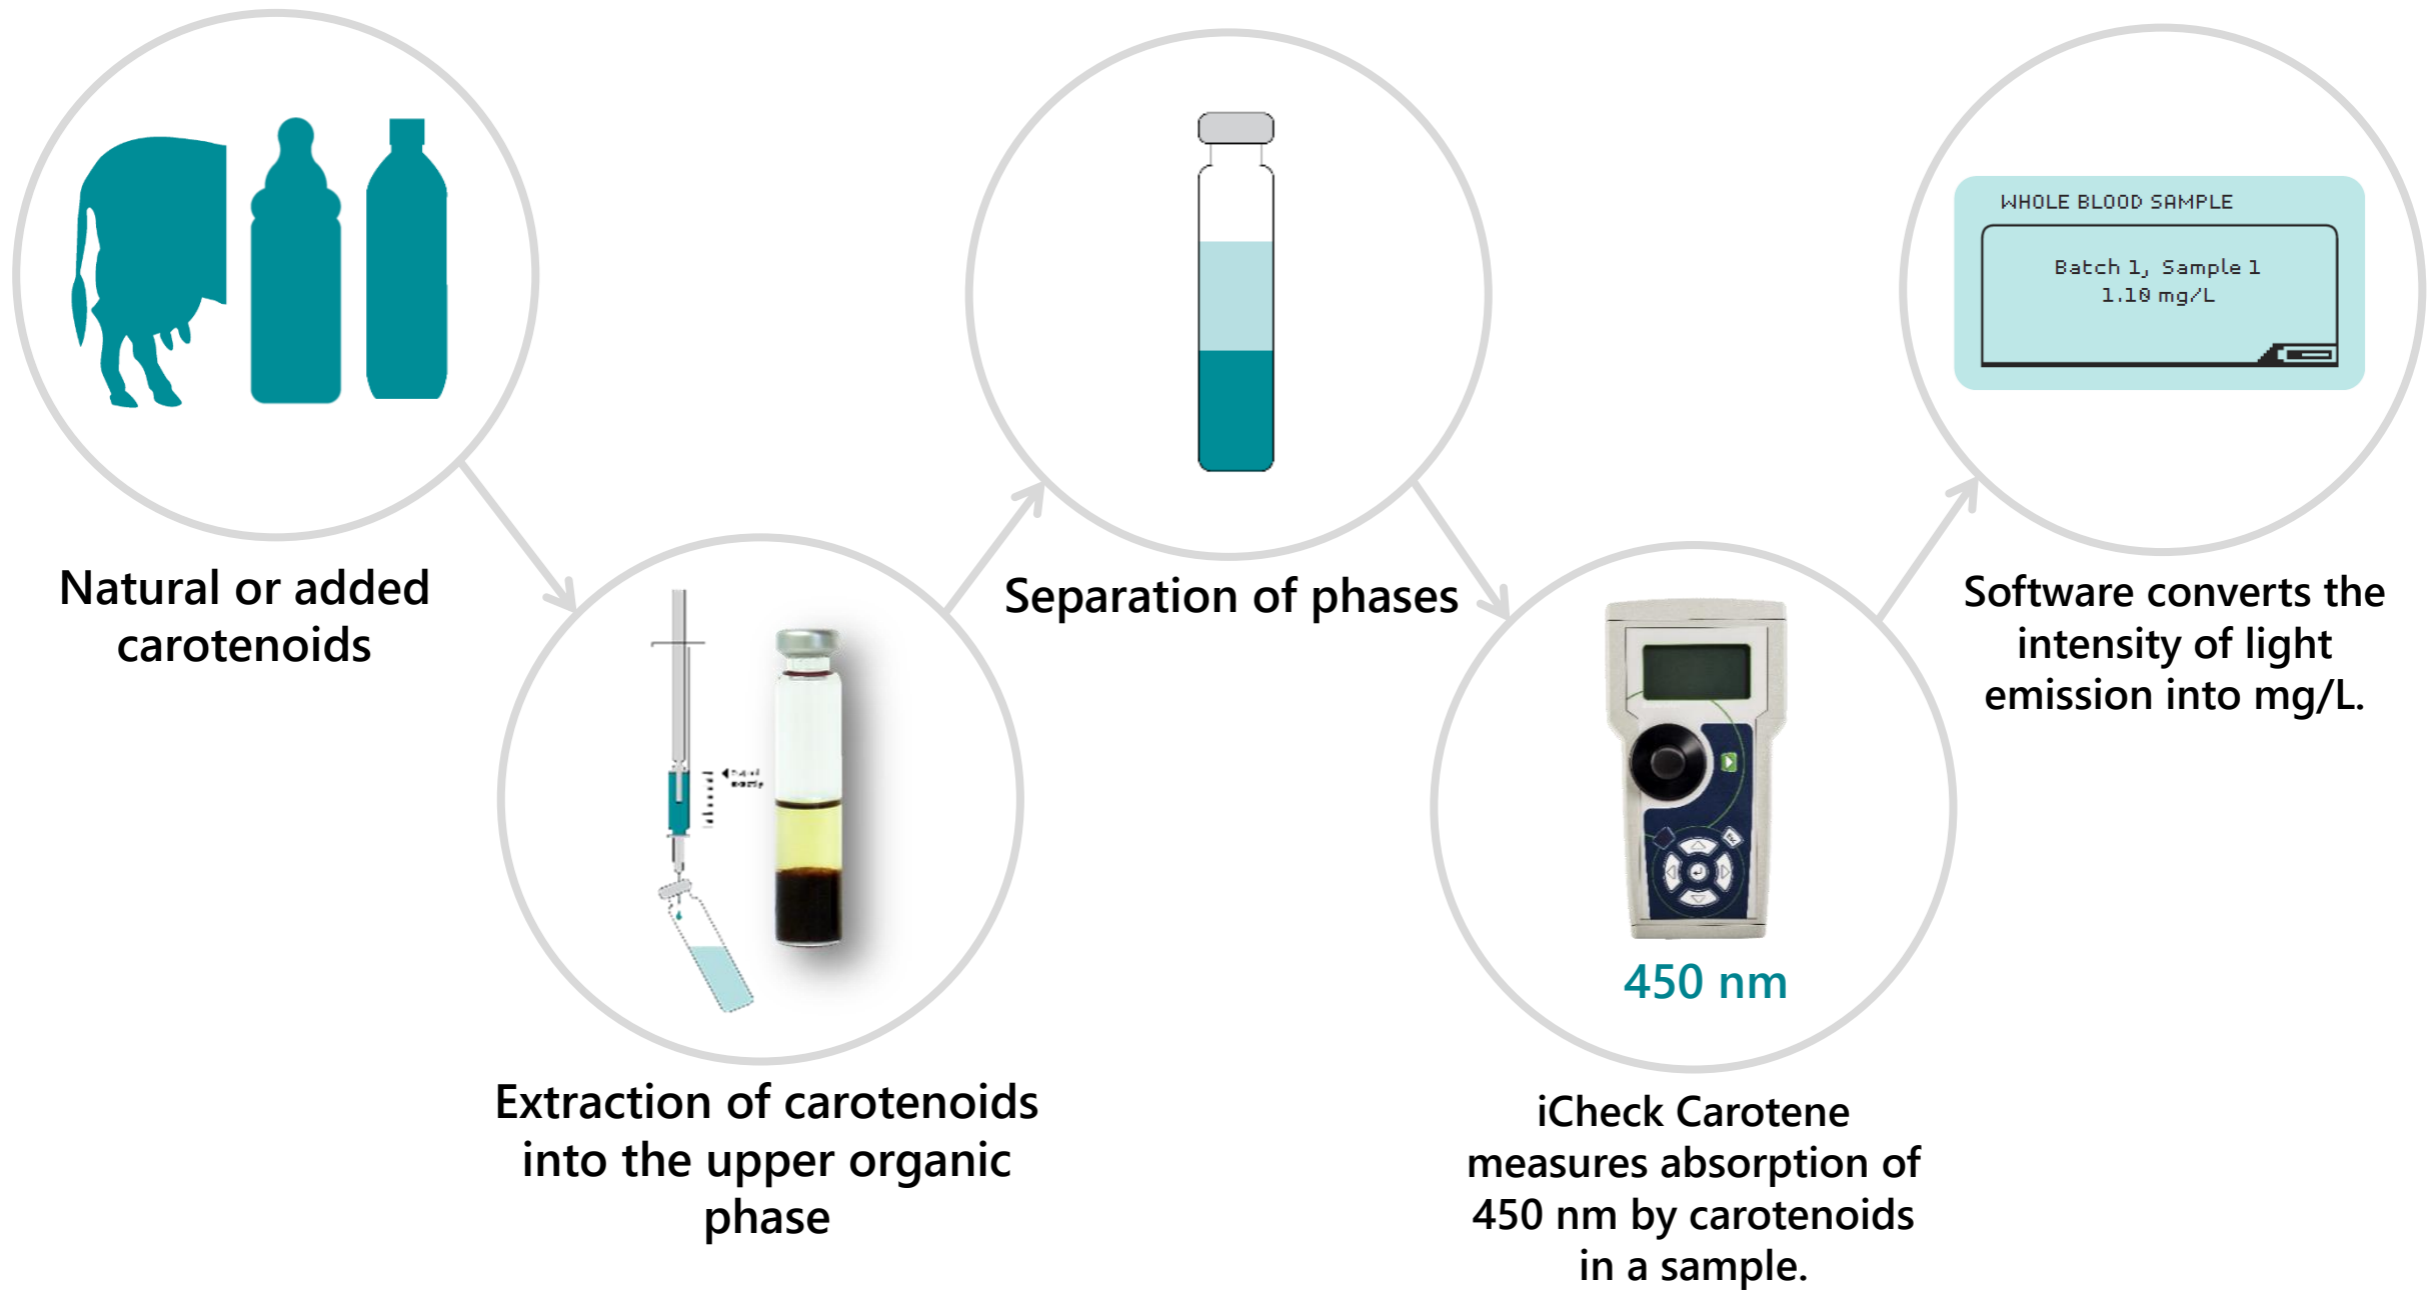 Natural or added
carotenoids
Extraction of carotenoids
into the upper organic
phase
Separation of phases
450 nm
iCheck Carotene
measures absorption of
450 nm by carotenoids
in a sample.
WHOLE BLOOD SAMPLE
Batch 1, Sample 1
1.10 mg/L
Software converts the
intensity of light
emission into mg/L.